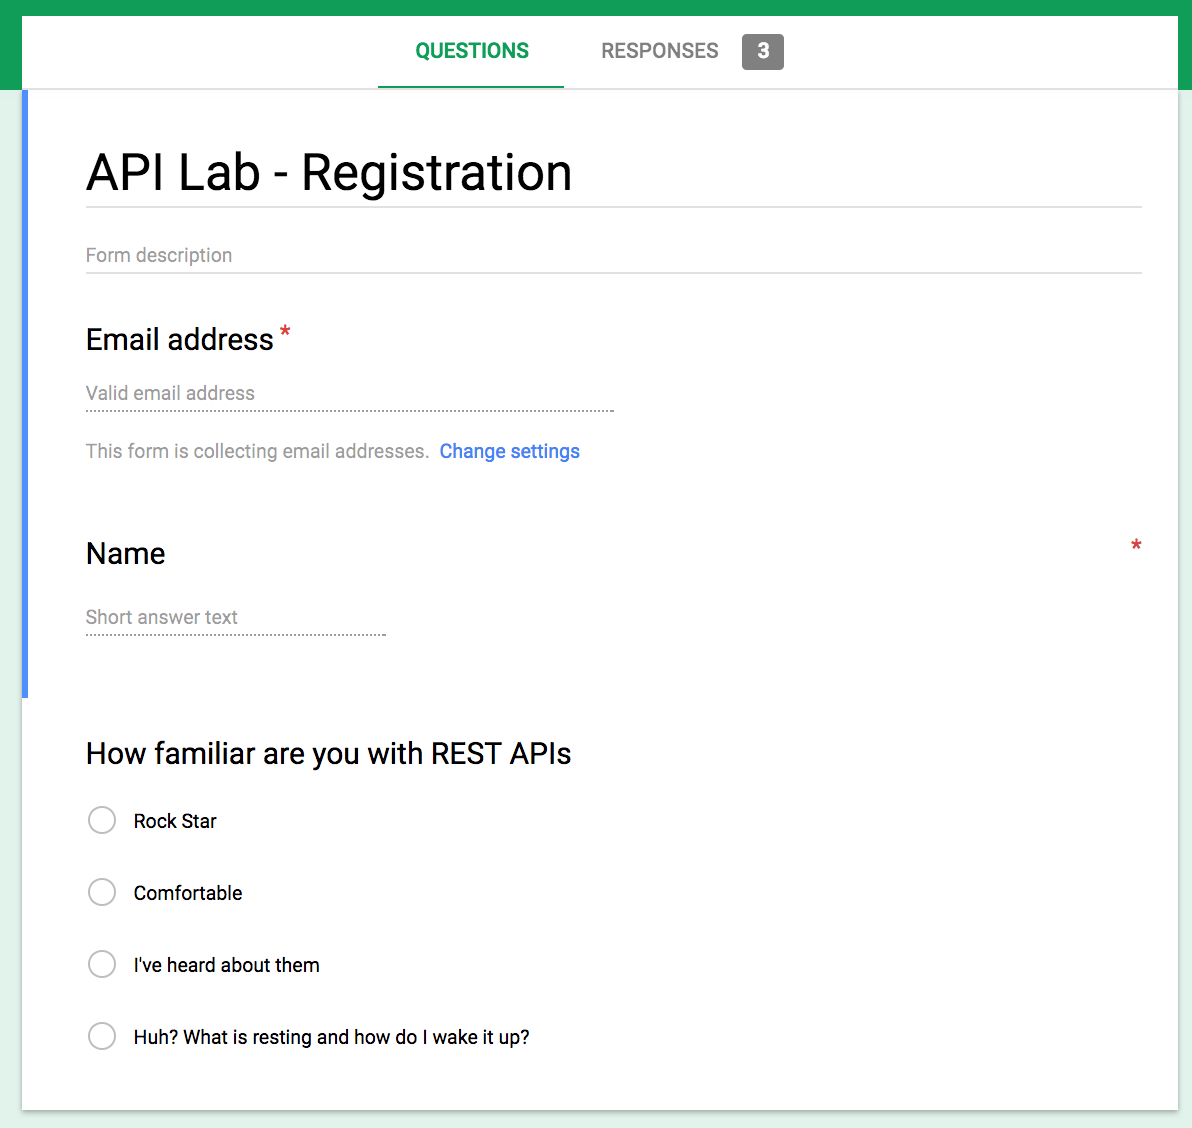 QUESTIONS RESPONSES 3
API Lab - Registration
Form description
Email address *
Valid email address
This form is collecting email addresses. Change settings
Name *
Short answer text
How familiar are you with REST APIs
Rock Star
Comfortable
I've heard about them
Huh? What is resting and how do I wake it up?